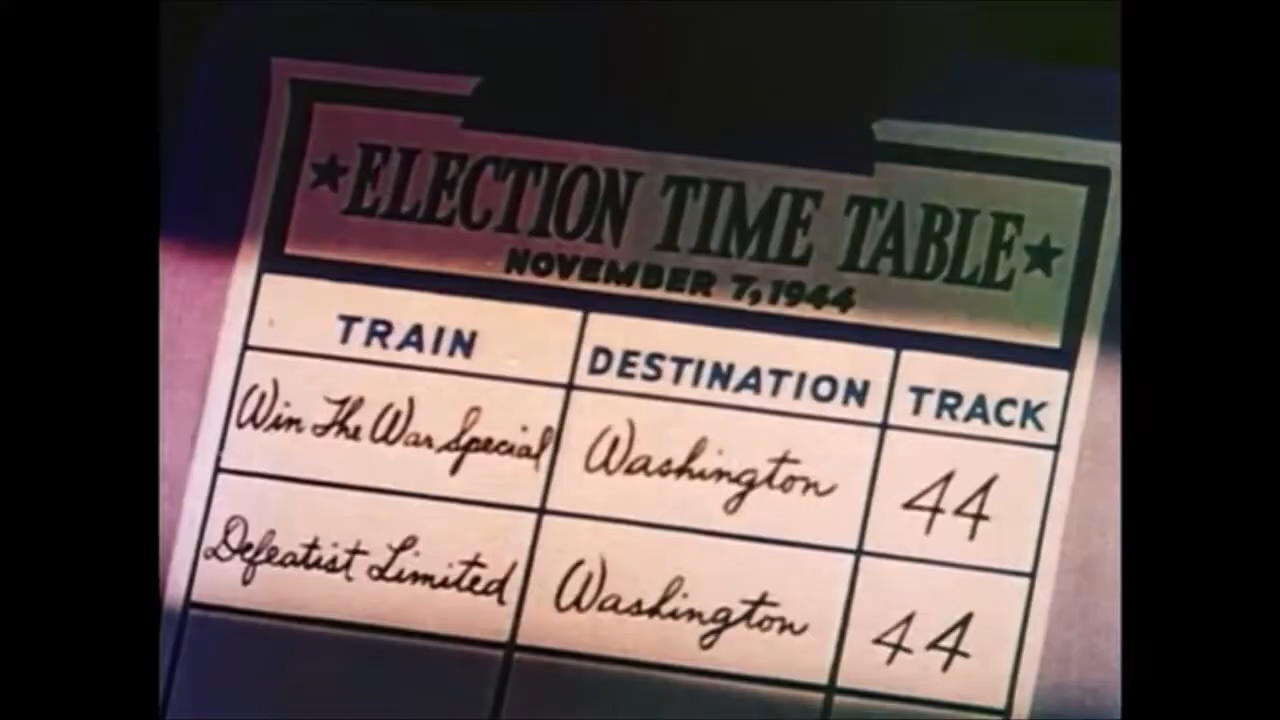 ★ELECTION TIME TABLE★
NOVEMBER 7, 1944
TRAIN DESTINATION TRACK
Win The War Special Washington 44
Defeatist Limited Washington 44